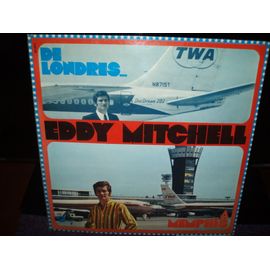 DE
LONDRES...
TWA
N8715T
EDDY MITCHELL
À
MEMPHIS